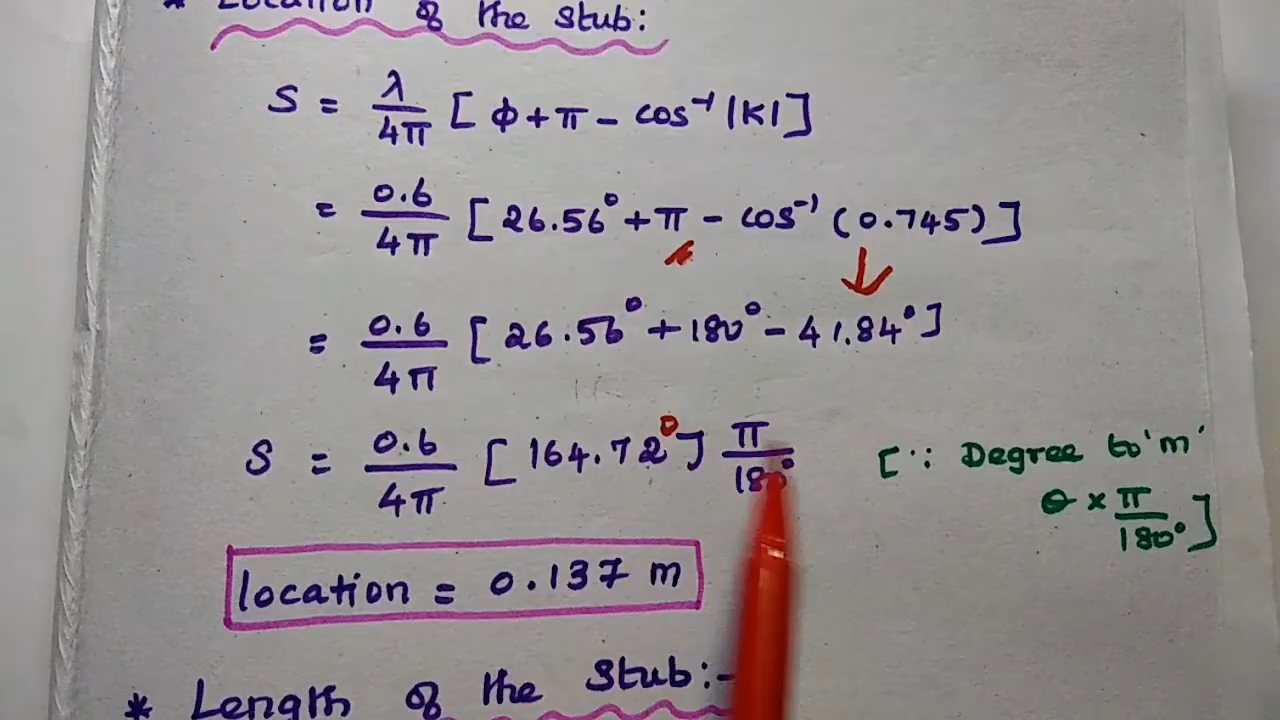 * Location of the stub:
S = λ/4π [ ϕ + π - cos⁻¹ |K| ]
= 0.6/4π [ 26.56° + π - cos⁻¹ (0.745) ]
= 0.6/4π [ 26.56° + 180° - 41.84° ]
S = 0.6/4π [ 164.72° ] π/180° [∵ Degree to 'm'
θ × π/180° ]
location = 0.137 m
* Length of the stub:-